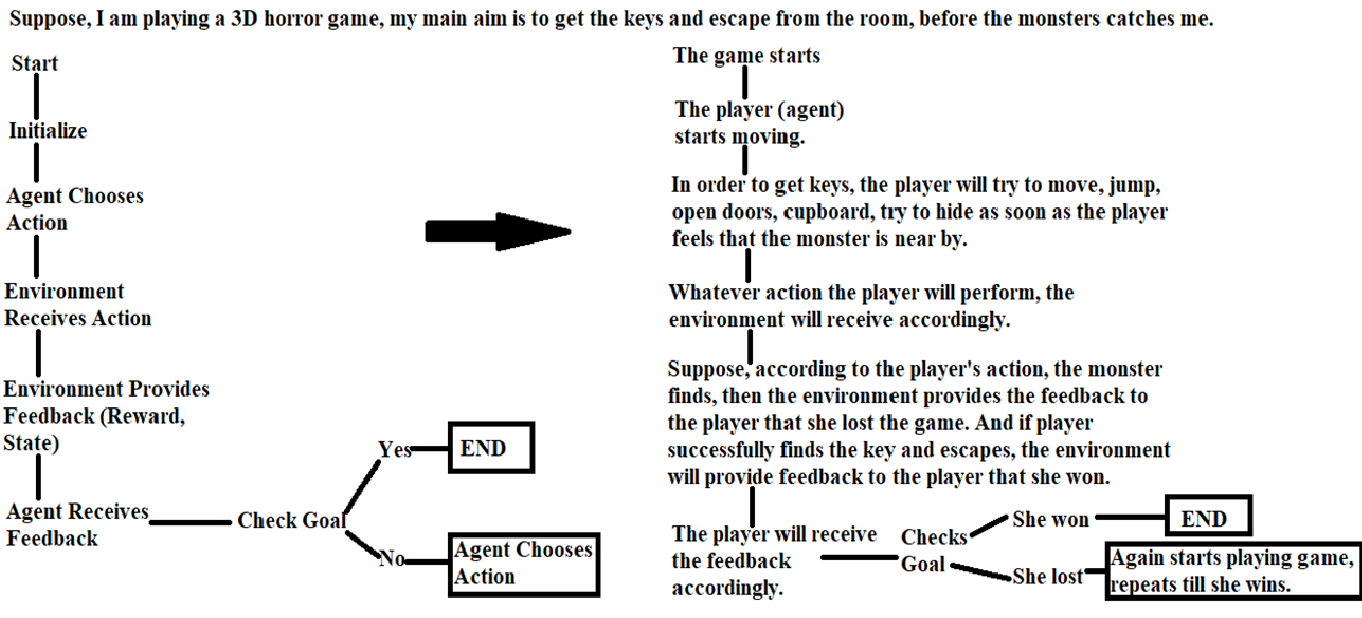 Suppose, I am playing a 3D horror game, my main aim is to get the keys and escape from the room, before the monsters catches me.
Start
Initialize
Agent Chooses
Action
Environment
Receives Action
Environment Provides
Feedback (Reward,
State)
Agent Receives
Feedback
Check Goal
Yes
END
No
Agent Chooses
Action
The game starts
The player (agent)
starts moving.
In order to get keys, the player will try to move, jump,
open doors, cupboard, try to hide as soon as the player
feels that the monster is near by.
Whatever action the player will perform, the
environment will receive accordingly.
Suppose, according to the player's action, the monster
finds, then the environment provides the feedback to
the player that she lost the game. And if player
successfully finds the key and escapes, the environment
will provide feedback to the player that she won.
The player will receive
the feedback
accordingly.
Checks
Goal
She won
END
She lost
Again starts playing game,
repeats till she wins.